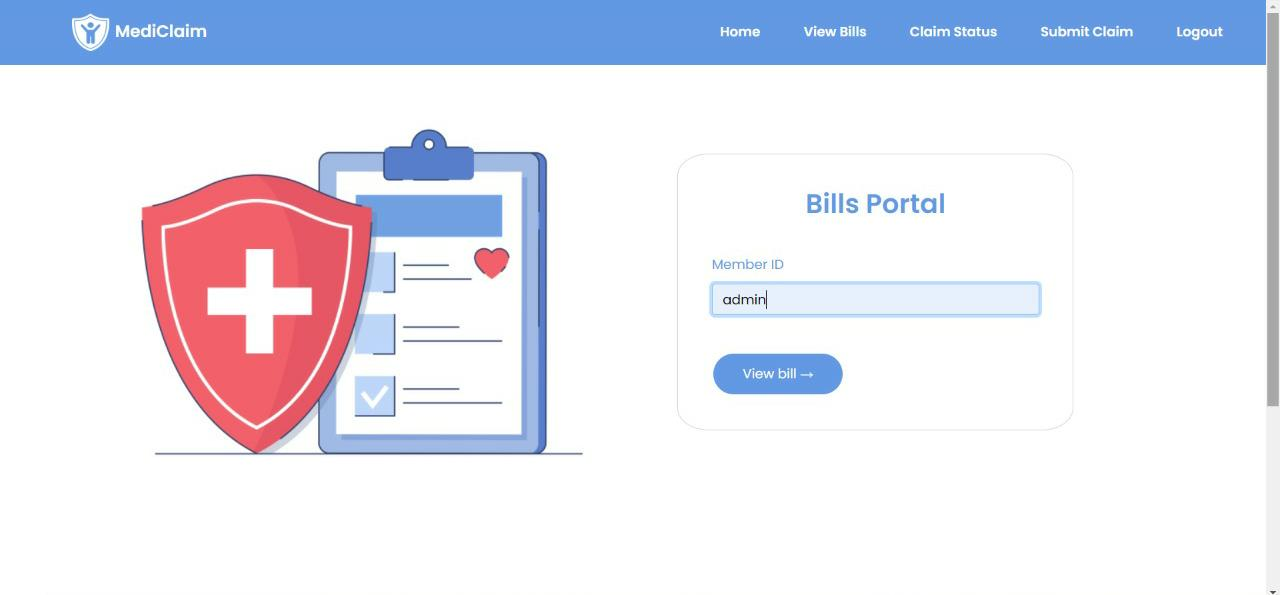 MediClaim
Home View Bills Claim Status Submit Claim Logout
Bills Portal
Member ID
admin
View bill →